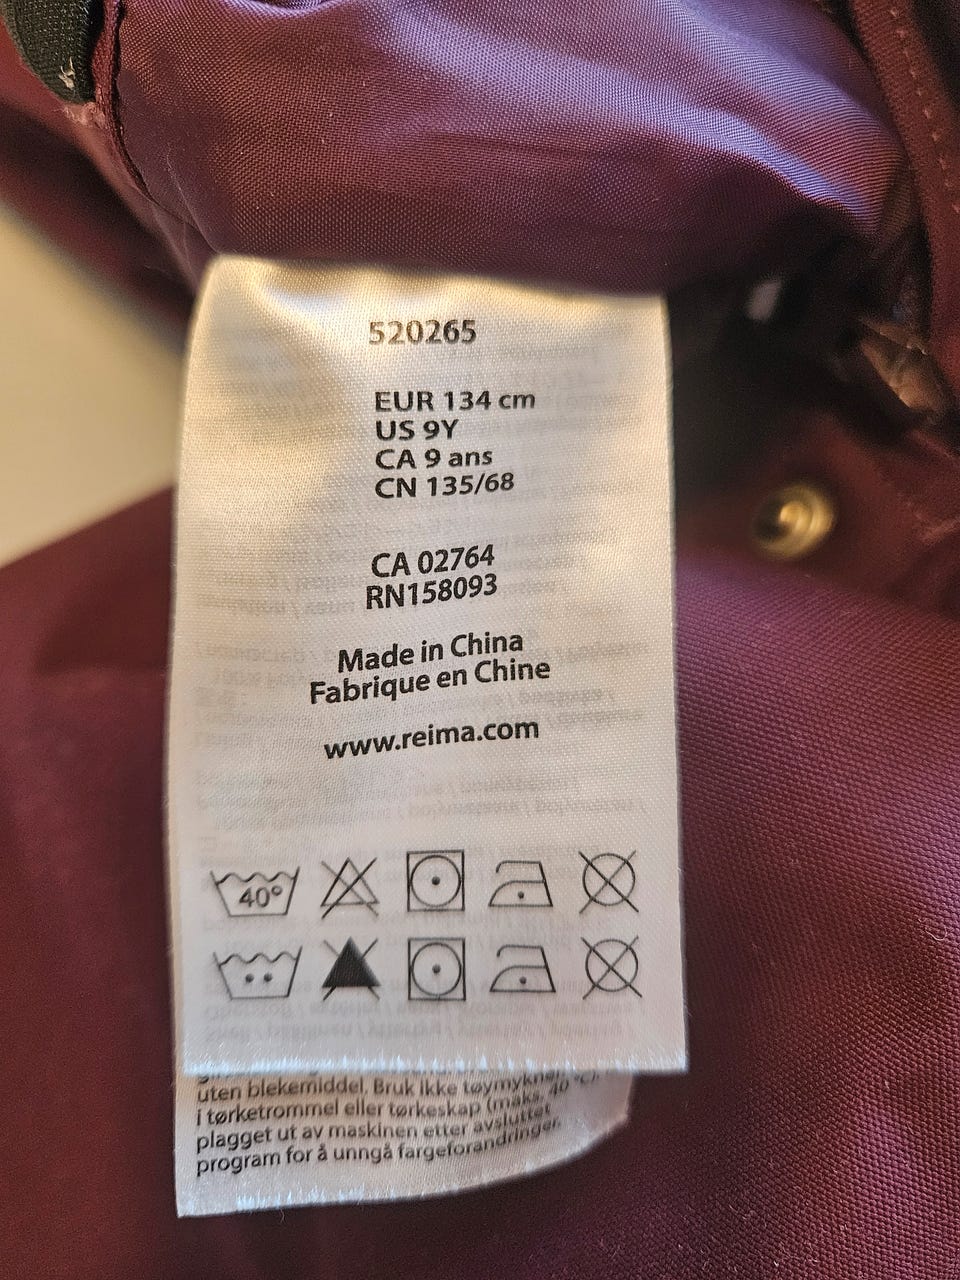 520265
EUR 134 cm
US 9Y
CA 9 ans
CN 135/68
CA 02764
RN158093
Made in China
Fabrique en Chine
www.reima.com
40°
uten blekemiddel. Bruk ikke tøymykner
i tørketrommel eller tørkeskap (maks. 40 °C).
plagget ut av maskinen etter avsluttet
program for å unngå fargeforandringer.